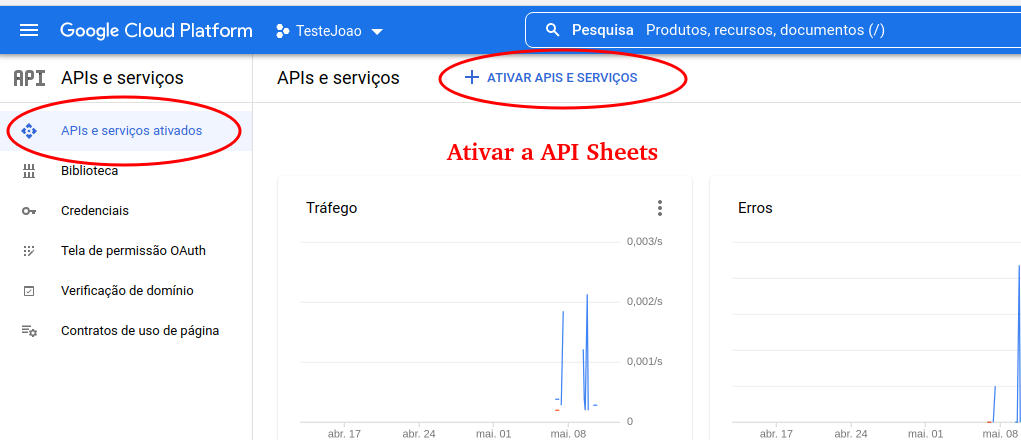 Google Cloud Platform
TesteJoao
Pesquisa Produtos, recursos, documentos (/)
API APIs e serviços
APIs e serviços
ATIVAR APIS E SERVIÇOS
APIs e serviços ativados
Biblioteca
Credenciais
Tela de permissão OAuth
Verificação de domínio
Contratos de uso de página
Ativar a API Sheets
Tráfego
0,003/s
0,002/s
0,001/s
0
abr. 17 abr. 24 mai. 01 mai. 08
Erros
abr. 17 abr. 24 mai. 01 mai. 08